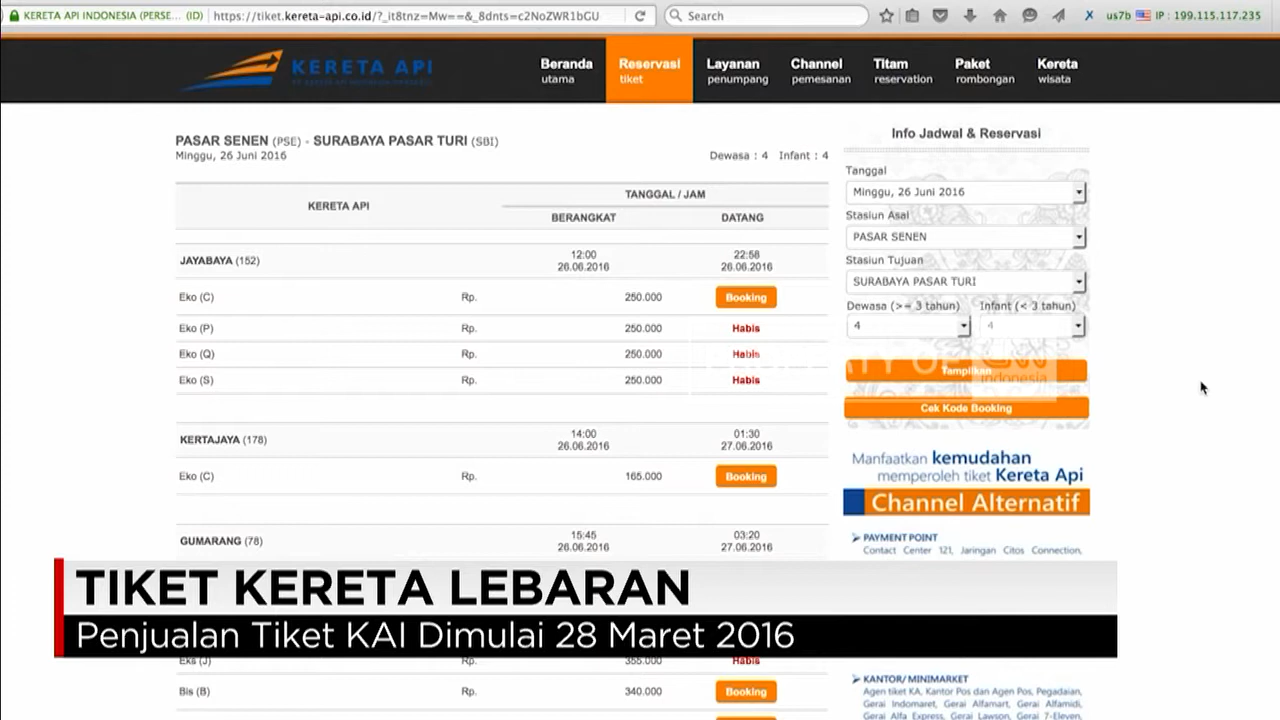 KERETA API INDONESIA (PERSE... (ID)
https://tiket.kereta-api.co.id/?_it8tnz=Mw==&_8dnts=c2NoZWR1bGU
Search
us7b IP : 199.115.117.235
KERETA API
Beranda
utama
Reservasi
tiket
Layanan
penumpang
Channel
pemesanan
Titam
reservation
Paket
rombongan
Kereta
wisata
PASAR SENEN (PSE) - SURABAYA PASAR TURI (SBI)
Minggu, 26 Juni 2016
Dewasa : 4 Infant : 4
KERETA API
TANGGAL / JAM
BERANGKAT DATANG
JAYABAYA (152)
12:00
26.06.2016
22:58
26.06.2016
Eko (C) Rp. 250.000 Booking
Eko (P) Rp. 250.000 Habis
Eko (Q) Rp. 250.000 Habis
Eko (S) Rp. 250.000 Habis
KERTAJAYA (178)
14:00
26.06.2016
01:30
27.06.2016
Eko (C) Rp. 165.000 Booking
GUMARANG (78)
15:45
26.06.2016
03:20
27.06.2016
Eks (J) Rp. 355.000 Habis
Bis (B) Rp. 340.000 Booking
Info Jadwal & Reservasi
Tanggal
Minggu, 26 Juni 2016
Stasiun Asal
PASAR SENEN
Stasiun Tujuan
SURABAYA PASAR TURI
Dewasa (>= 3 tahun) Infant (< 3 tahun)
4 4
Tampilkan
PROPERTY OF CNN
Indonesia
Cek Kode Booking
Manfaatkan kemudahan
memperoleh tiket Kereta Api
Channel Alternatif
PAYMENT POINT
Contact Center 121, Jaringan Citos Connection,
KANTOR/ MINIMARKET
Agen tiket KA, Kantor Pos dan Agen Pos, Pegadaian,
Gerai Indomaret, Gerai Alfamart, Gerai Alfamidi,
Gerai Alfa Express, Gerai Lawson, Gerai 7-Eleven,
TIKET KERETA LEBARAN
Penjualan Tiket KAI Dimulai 28 Maret 2016